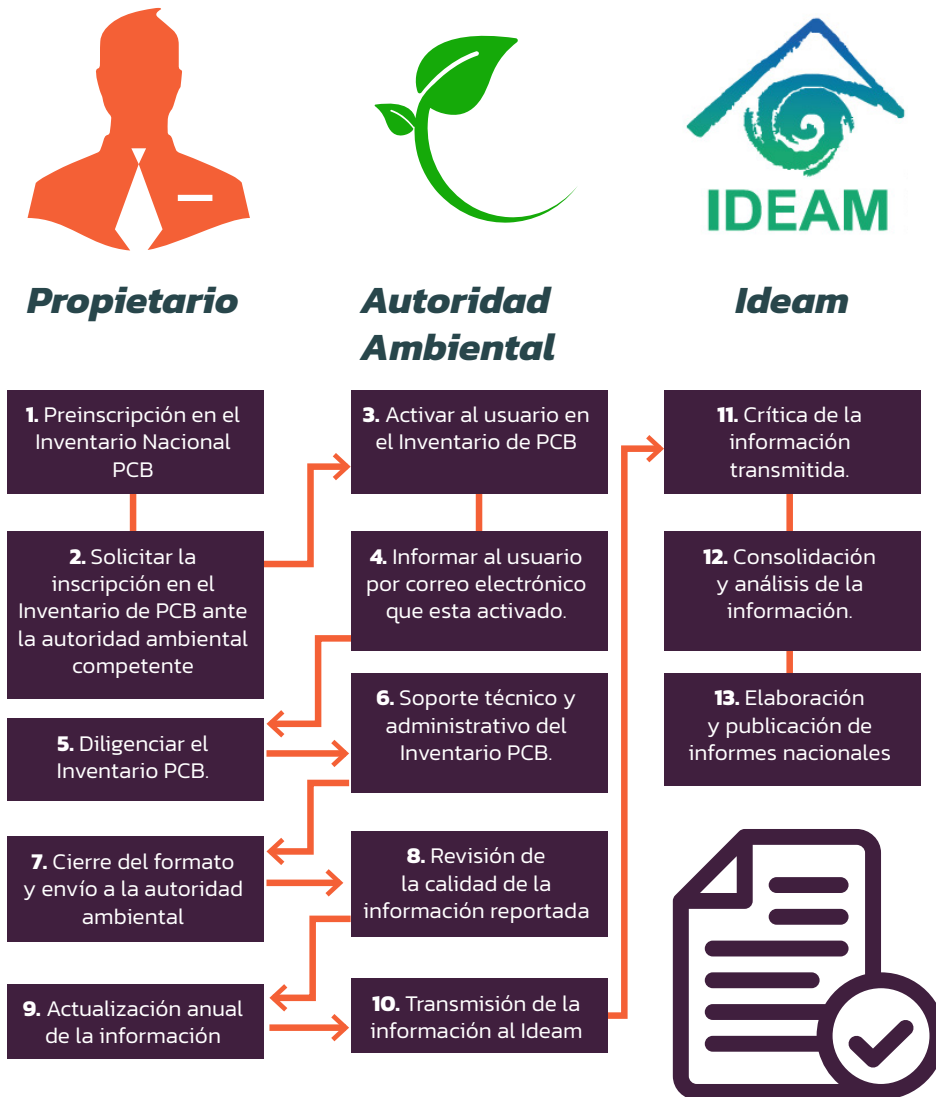 IDEAM
Propietario
Autoridad
Ambiental
Ideam
1. Preinscripción en el
Inventario Nacional
PCB
2. Solicitar la
inscripción en el
Inventario de PCB ante
la autoridad ambiental
competente
3. Activar al usuario en
el Inventario de PCB
4. Informar al usuario
por correo electrónico
que esta activado.
5. Diligenciar el
Inventario PCB.
6. Soporte técnico y
administrativo del
Inventario PCB.
7. Cierre del formato
y envío a la autoridad
ambiental
8. Revisión de
la calidad de la
información reportada
9. Actualización anual
de la información
10. Transmisión de la
información al Ideam
11. Crítica de la
información
transmitida.
12. Consolidación
y análisis de la
información.
13. Elaboración
y publicación de
informes nacionales